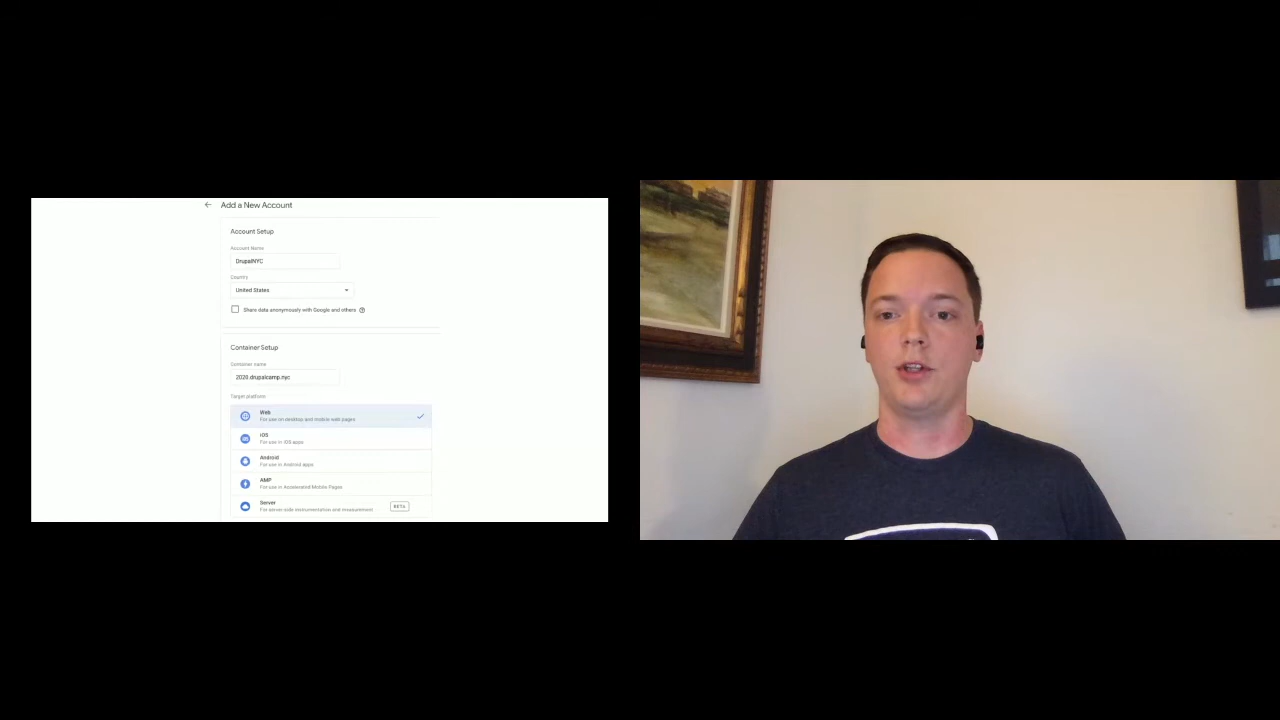 Add a New Account
Account Setup
Account Name
DrupalNYC
Country
United States
Share data anonymously with Google and others
Container Setup
Container name
2020.drupalcamp.nyc
Target platform
Web
For use on desktop and mobile web pages
iOS
For use in iOS apps
Android
For use in Android apps
AMP
For use in Accelerated Mobile Pages
Server
For server-side instrumentation and measurement
BETA